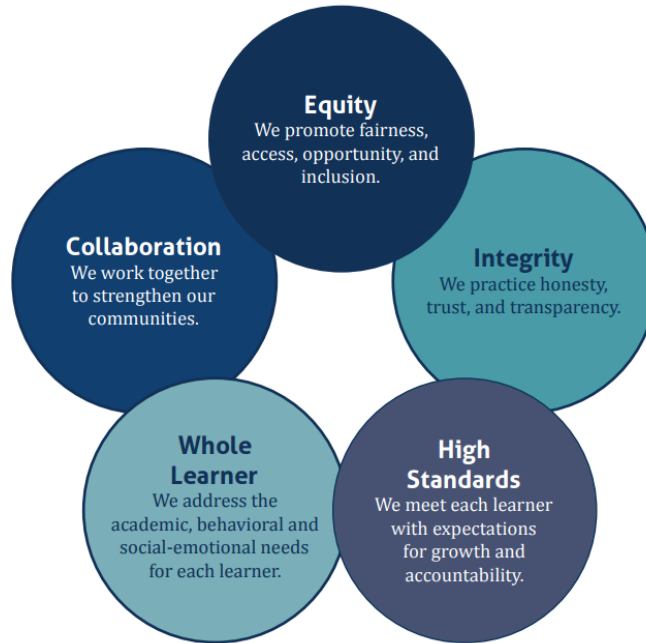 Equity
We promote fairness,
access, opportunity, and
inclusion.
Collaboration
We work together
to strengthen our
communities.
Integrity
We practice honesty,
trust, and transparency.
Whole
Learner
We address the
academic, behavioral and
social-emotional needs
for each learner.
High
Standards
We meet each learner
with expectations
for growth and
accountability.